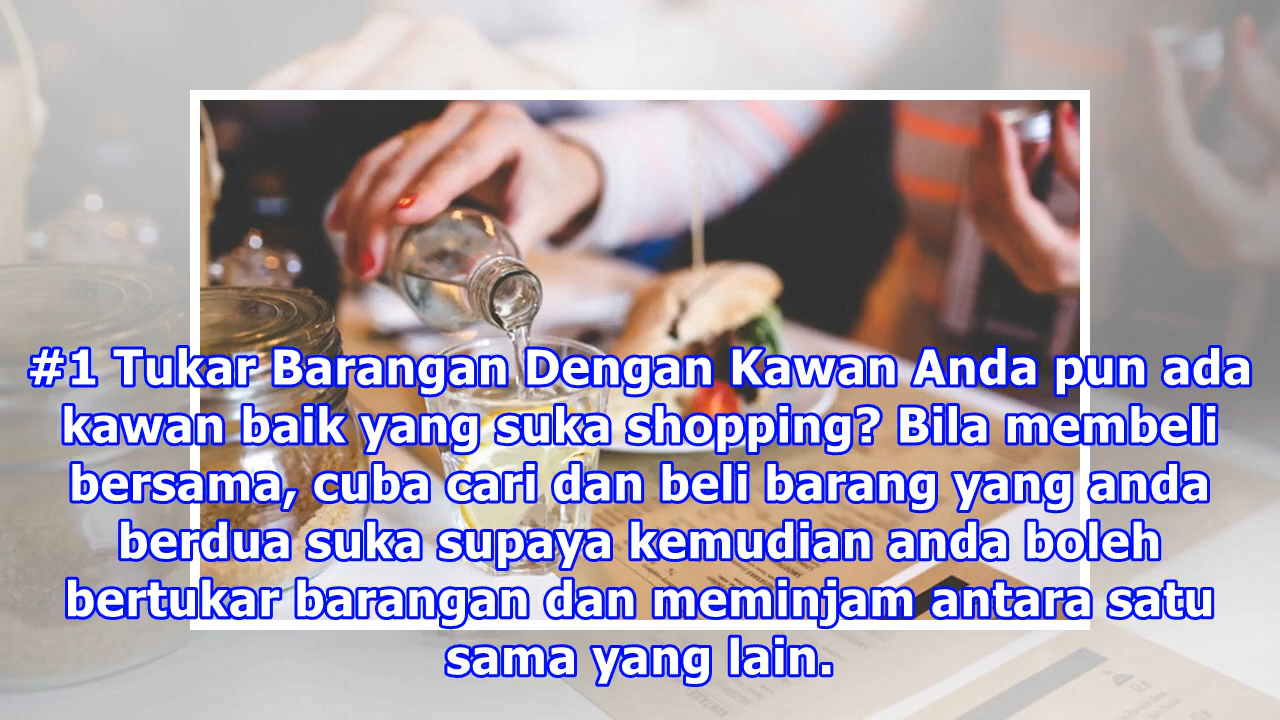 #1 Tukar Barangan Dengan Kawan Anda pun ada
kawan baik yang suka shopping? Bila membeli
bersama, cuba cari dan beli barang yang anda
berdua suka supaya kemudian anda boleh
bertukar barangan dan meminjam antara satu
sama yang lain.